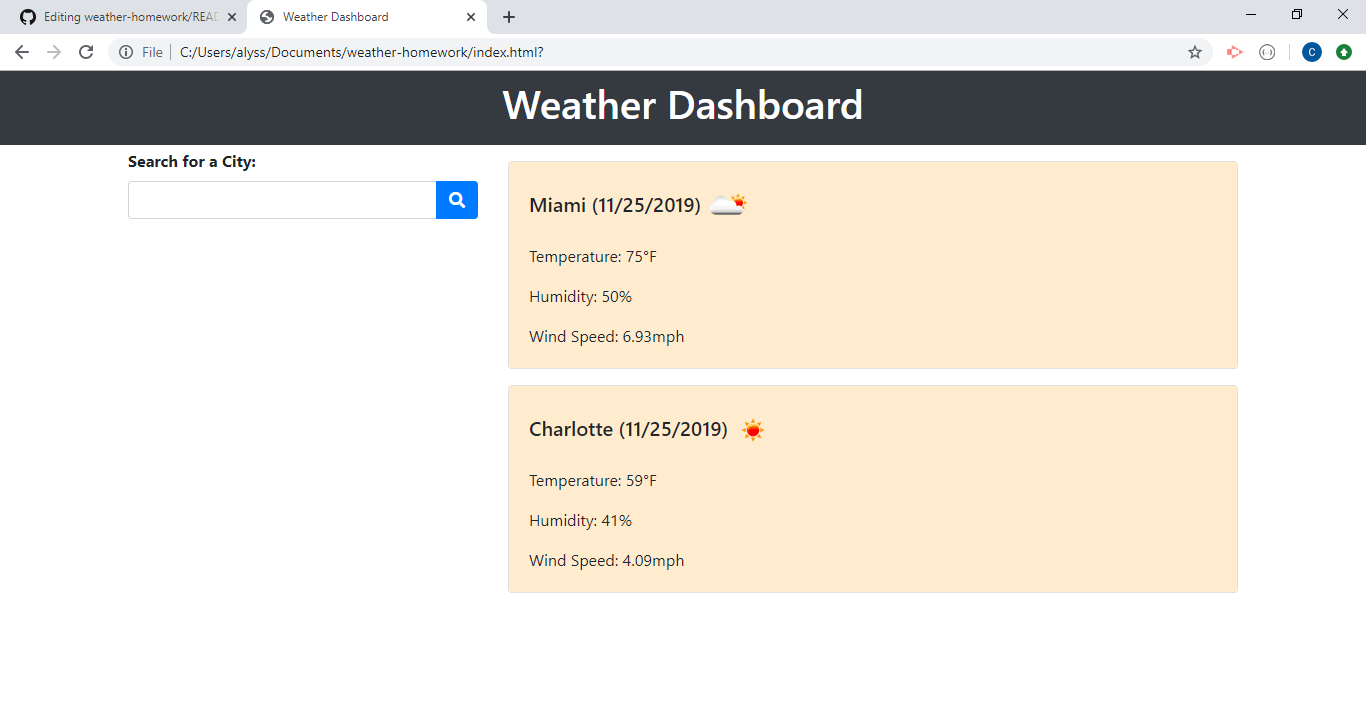 Editing weather-homework/READ
Weather Dashboard
File
C:/Users/alyss/Documents/weather-homework/index.html?
C
Weather Dashboard
Search for a City:
Miami (11/25/2019)
Temperature: 75°F
Humidity: 50%
Wind Speed: 6.93mph
Charlotte (11/25/2019)
Temperature: 59°F
Humidity: 41%
Wind Speed: 4.09mph